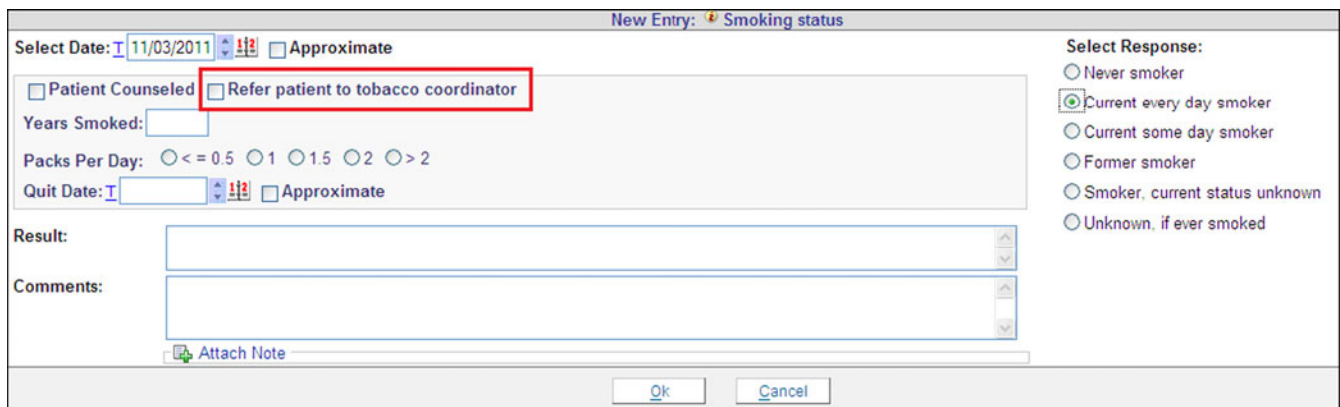 New Entry: Smoking status
Select Date: T 11/03/2011 Approximate
Patient Counseled Refer patient to tobacco coordinator
Years Smoked:
Packs Per Day: < = 0.5 1 1.5 2 > 2
Quit Date: T Approximate
Result:
Comments:
Attach Note
Select Response:
Never smoker
Current every day smoker
Current some day smoker
Former smoker
Smoker, current status unknown
Unknown, if ever smoked
Ok Cancel